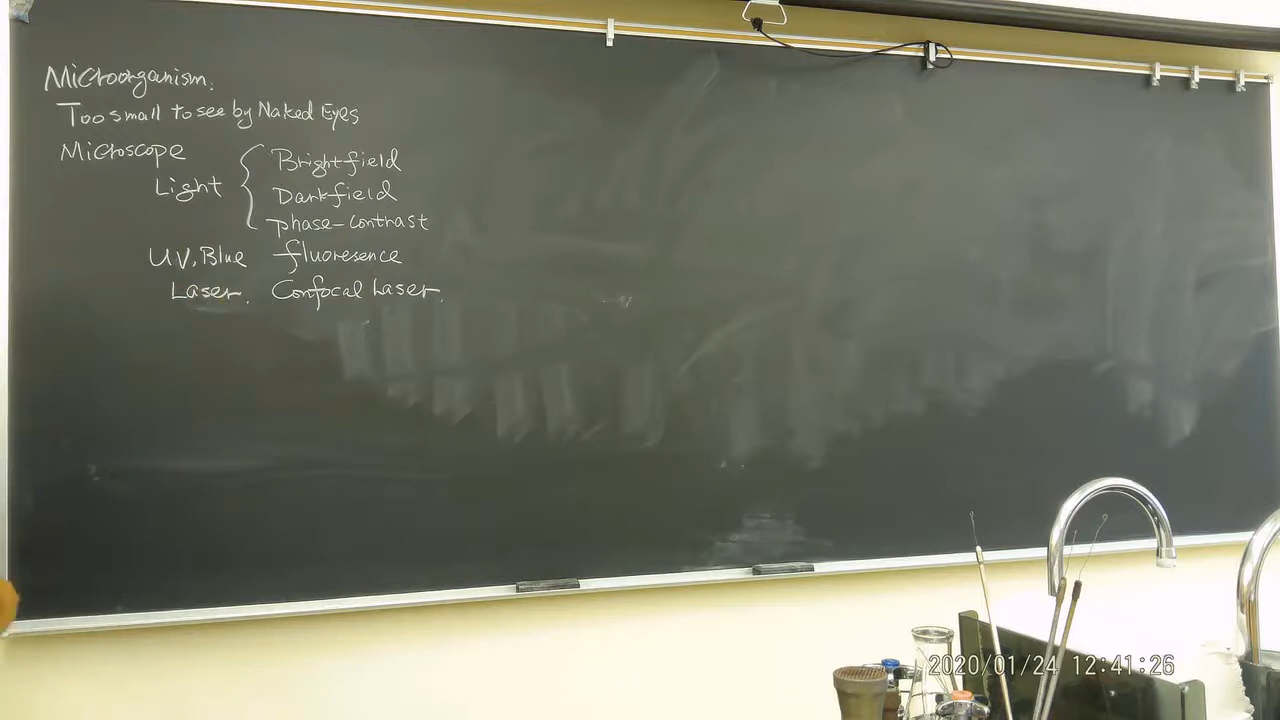 Microorganism.
Too small to see by Naked Eyes
Microscope
Light { Brightfield
Darkfield
phase-contrast
UV, Blue fluoresence
Laser. Confocal Laser.
2020/01/24 12:41:26